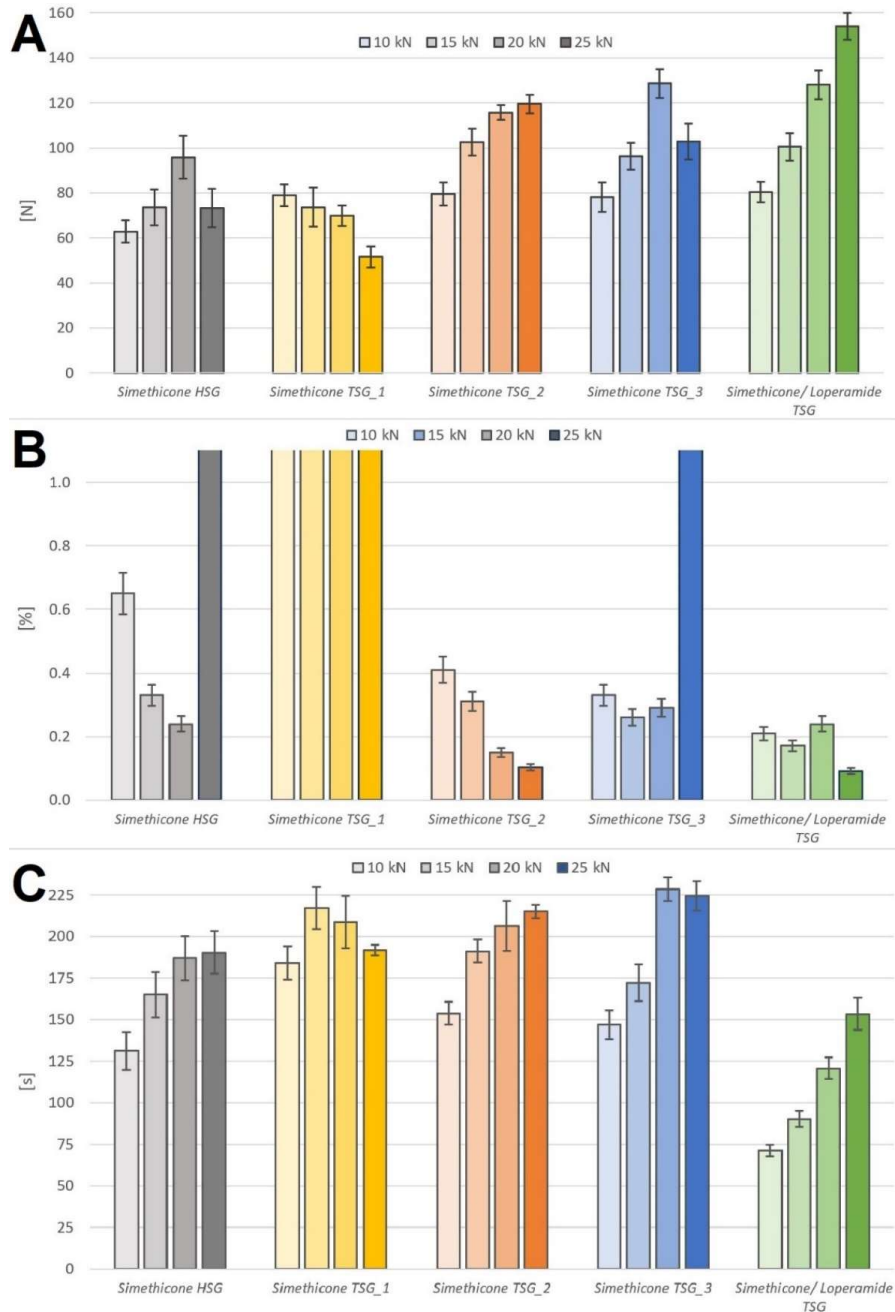 A
10 kN 15 kN 20 kN 25 kN
[N]
160
140
120
100
80
60
40
20
0
Simethicone HSG
Simethicone TSG_1
Simethicone TSG_2
Simethicone TSG_3
Simethicone/ Loperamide
TSG
B
10 kN 15 kN 20 kN 25 kN
[%]
1.0
0.8
0.6
0.4
0.2
0.0
Simethicone HSG
Simethicone TSG_1
Simethicone TSG_2
Simethicone TSG_3
Simethicone/ Loperamide
TSG
C
10 kN 15 kN 20 kN 25 kN
[s]
225
200
175
150
125
100
75
50
25
0
Simethicone HSG
Simethicone TSG_1
Simethicone TSG_2
Simethicone TSG_3
Simethicone/ Loperamide
TSG